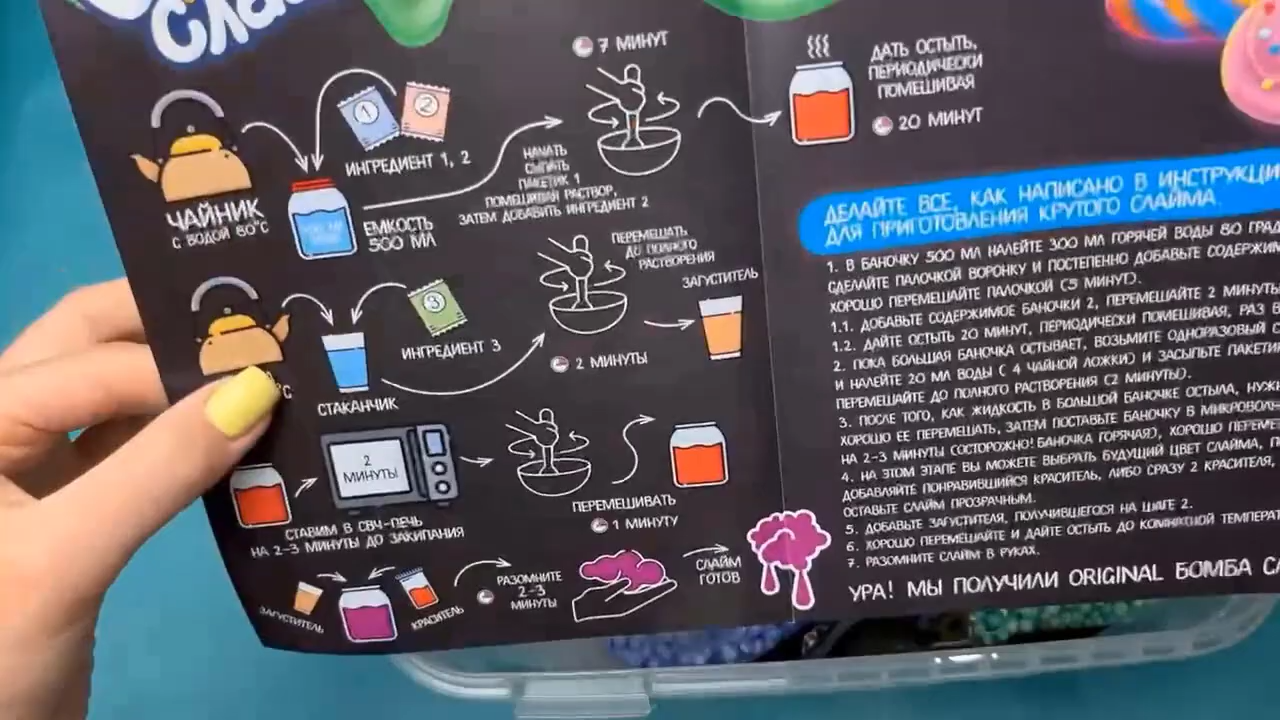 7 МИНУТ
1
2
ИНГРЕДИЕНТ 1, 2
ЧАЙНИК
С ВОДОЙ 80°С
ЕМКОСТЬ
500 МЛ
НАЧАТЬ
СЫПАТЬ
ПАКЕТИК 1
ПОМЕШИВАЯ РАСТВОР,
ЗАТЕМ ДОБАВИТЬ ИНГРЕДИЕНТ 2
ДАТЬ ОСТЫТЬ,
ПЕРИОДИЧЕСКИ
ПОМЕШИВАЯ
20 МИНУТ
3
ИНГРЕДИЕНТ 3
СТАКАНЧИК
ПЕРЕМЕШАТЬ
ДО ПОЛНОГО
РАСТВОРЕНИЯ
2 МИНУТЫ
ЗАГУСТИТЕЛЬ
2
МИНУТЫ
СТАВИМ В СВЧ-ПЕЧЬ
НА 2-3 МИНУТЫ ДО ЗАКИПАНИЯ
ПЕРЕМЕШИВАТЬ
1 МИНУТУ
ЗАГУСТИТЕЛЬ
КРАСИТЕЛЬ
РАЗОМНИТЕ
2-3
МИНУТЫ
СЛАЙМ
ГОТОВ
ДЕЛАЙТЕ ВСЕ, КАК НАПИСАНО В ИНСТРУКЦИ
ДЛЯ ПРИГОТОВЛЕНИЯ КРУТОГО СЛАЙМА.
1. В БАНОЧКУ 500 МЛ НАЛЕЙТЕ 300 МЛ ГОРЯЧЕЙ ВОДЫ 80 ГРАД
СДЕЛАЙТЕ ПАЛОЧКОЙ ВОРОНКУ И ПОСТЕПЕННО ДОБАВЬТЕ СОДЕРЖИМ
ХОРОШО ПЕРЕМЕШАЙТЕ ПАЛОЧКОЙ (5 МИНУТ).
1.1. ДОБАВЬТЕ СОДЕРЖИМОЕ БАНОЧКИ 2, ПЕРЕМЕШАЙТЕ 2 МИНУТЫ
1.2. ДАЙТЕ ОСТЫТЬ 20 МИНУТ, ПЕРИОДИЧЕСКИ ПОМЕШИВАЯ, РАЗ В
2. ПОКА БОЛЬШАЯ БАНОЧКА ОСТЫВАЕТ, ВОЗЬМИТЕ ОДНОРАЗОВЫЙ
И НАЛЕЙТЕ 20 МЛ ВОДЫ ( 4 ЧАЙНОЙ ЛОЖКИ) И ЗАСЫПЬТЕ ПАКЕТИ
ПЕРЕМЕШАЙТЕ ДО ПОЛНОГО РАСТВОРЕНИЯ (2 МИНУТЫ).
3. ПОСЛЕ ТОГО, КАК ЖИДКОСТЬ В БОЛЬШОЙ БАНОЧКЕ ОСТЫЛА, НУЖН
ХОРОШО ЕЕ ПЕРЕМЕШАТЬ, ЗАТЕМ ПОСТАВЬТЕ БАНОЧКУ В МИКРОВОЛ
НА 2-3 МИНУТЫ (ОСТОРОЖНО! БАНОЧКА ГОРЯЧАЯ), ХОРОШО ПЕРЕМЕ
4. НА ЭТОМ ЭТАПЕ ВЫ МОЖЕТЕ ВЫБРАТЬ БУДУЩИЙ ЦВЕТ СЛАЙМА,
ДОБАВЛЯЙТЕ ПОНРАВИВШИЙСЯ КРАСИТЕЛЬ, ЛИБО СРАЗУ 2 КРАСИТЕЛЯ,
ОСТАВЬТЕ СЛАЙМ ПРОЗРАЧНЫМ.
5. ДОБАВЬТЕ ЗАГУСТИТЕЛЯ, ПОЛУЧИВШЕГОСЯ НА ШАГЕ 2.
6. ХОРОШО ПЕРЕМЕШАЙТЕ И ДАЙТЕ ОСТЫТЬ ДО КОМНАТНОЙ ТЕМПЕРАТ
7. РАЗОМНИТЕ СЛАЙМ В РУКАХ.
УРА! МЫ ПОЛУЧИЛИ ORIGINAL БОМБА СЛ